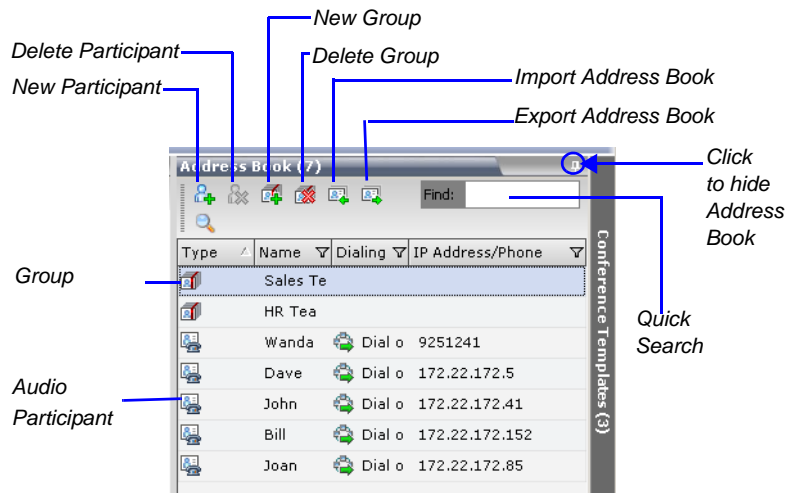 New Group
Delete Participant
Delete Group
New Participant
Import Address Book
Export Address Book
Address Book (7)
Click
to hide
Address
Book
Find:
Type Name Dialing IP Address/Phone
Group
Sales Te
HR Tea
Wanda Dial o 9251241
Dave Dial o 172.22.172.5
John Dial o 172.22.172.41
Bill Dial o 172.22.172.152
Joan Dial o 172.22.172.85
Audio
Participant
Conference Templates (3)
Quick
Search